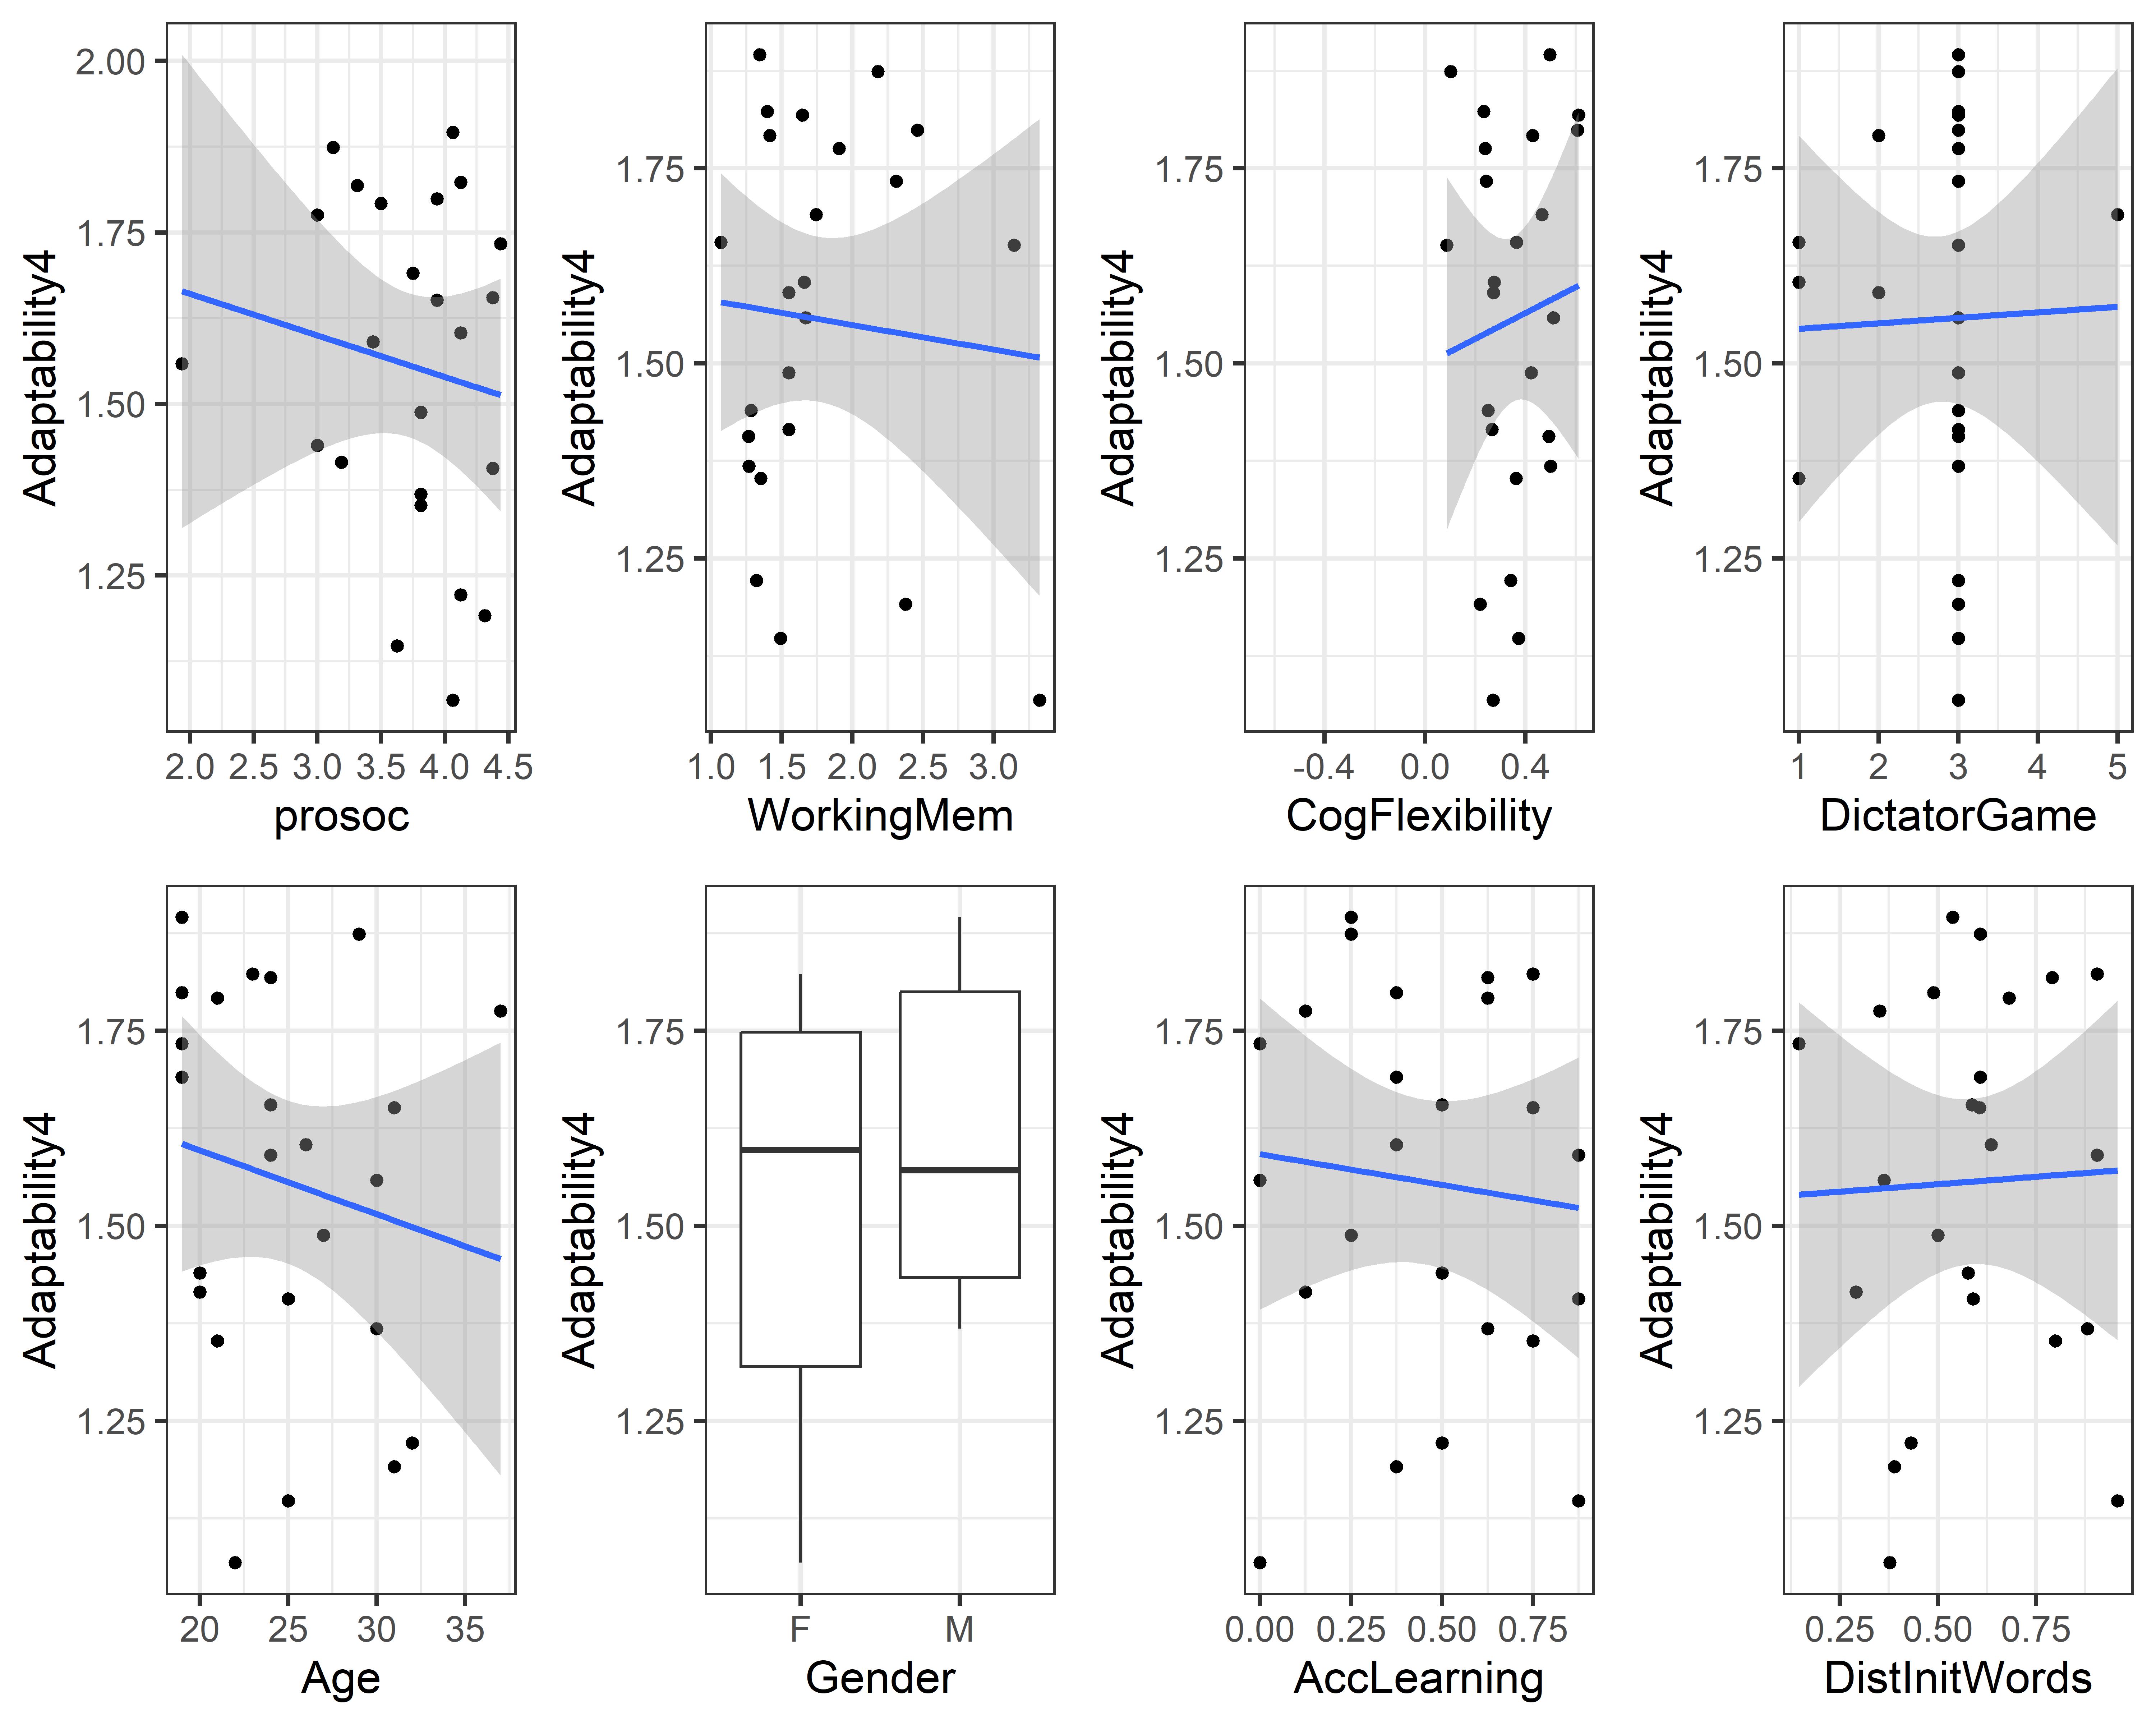 Adaptability4
2.00
1.75
1.50
1.25
2.0 2.5 3.0 3.5 4.0 4.5
prosoc
Adaptability4
1.75
1.50
1.25
1.0 1.5 2.0 2.5 3.0
WorkingMem
Adaptability4
1.75
1.50
1.25
-0.4 0.0 0.4
CogFlexibility
Adaptability4
1.75
1.50
1.25
1 2 3 4 5
DictatorGame
Adaptability4
1.75
1.50
1.25
20 25 30 35
Age
Adaptability4
1.75
1.50
1.25
F M
Gender
Adaptability4
1.75
1.50
1.25
0.00 0.25 0.50 0.75
AccLearning
Adaptability4
1.75
1.50
1.25
0.25 0.50 0.75
DistInitWords